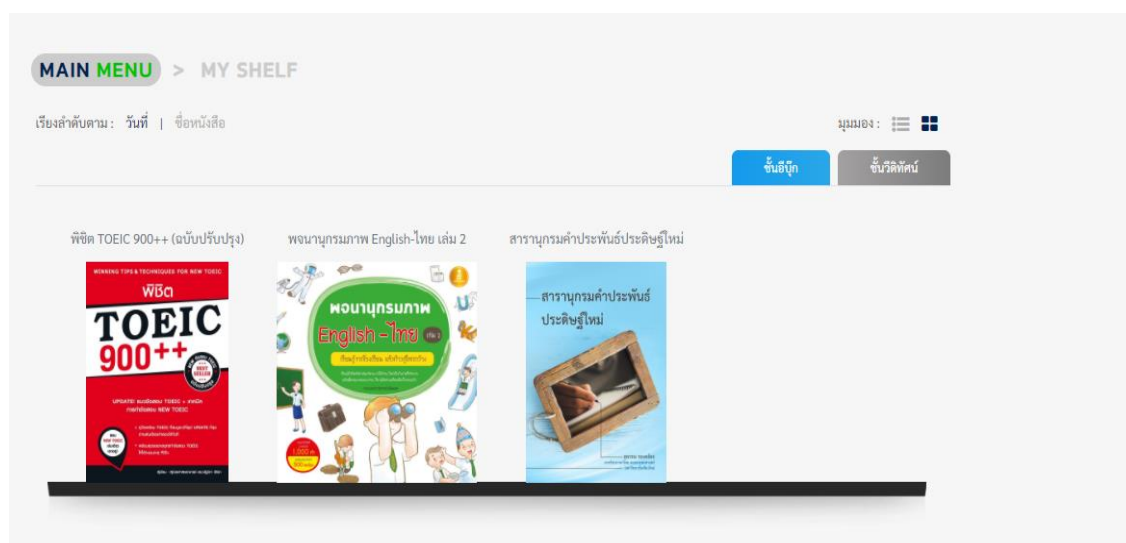 MAIN MENU > MY SHELF
เรียงลำดับตาม : วันที่ | ชื่อหนังสือ
มุมมอง :
ชั้นอีบุ๊ก
ชั้นวีดิทัศน์
พิชิต TOEIC 900++ (ฉบับปรับปรุง)
พจนานุกรมภาพ English-ไทย เล่ม 2
สารานุกรมคำประพันธ์ประดิษฐ์ใหม่
WINNING TIPS & TECHNIQUES FOR NEW TOEIC
พิชิต
TOEIC
900++
BEST
SELLER
พจนานุกรมภาพ
English - ไทย เล่ม 2
สารานุกรมคำประพันธ์
ประดิษฐ์ใหม่